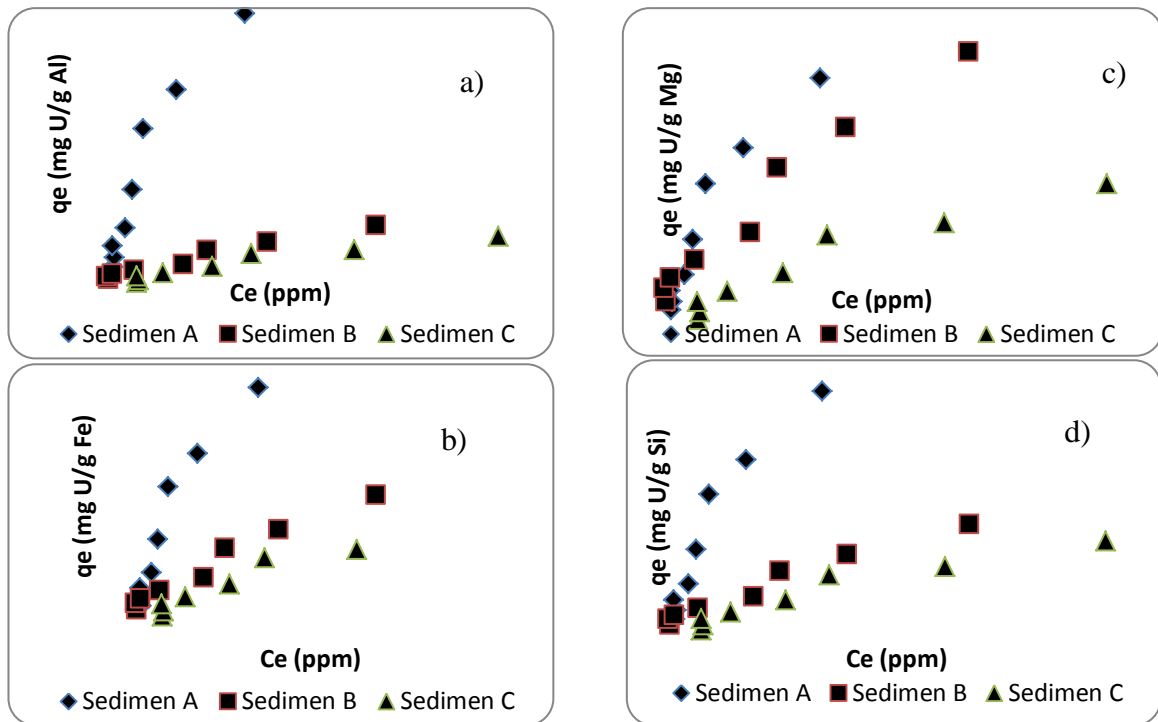 a)
qe (mg U/g Al)
Ce (ppm)
Sedimen A Sedimen B Sedimen C
c)
qe (mg U/g Mg)
Ce (ppm)
Sedimen A Sedimen B Sedimen C
b)
qe (mg U/g Fe)
Ce (ppm)
Sedimen A Sedimen B Sedimen C
d)
qe (mg U/g Si)
Ce (ppm)
Sedimen A Sedimen B Sedimen C